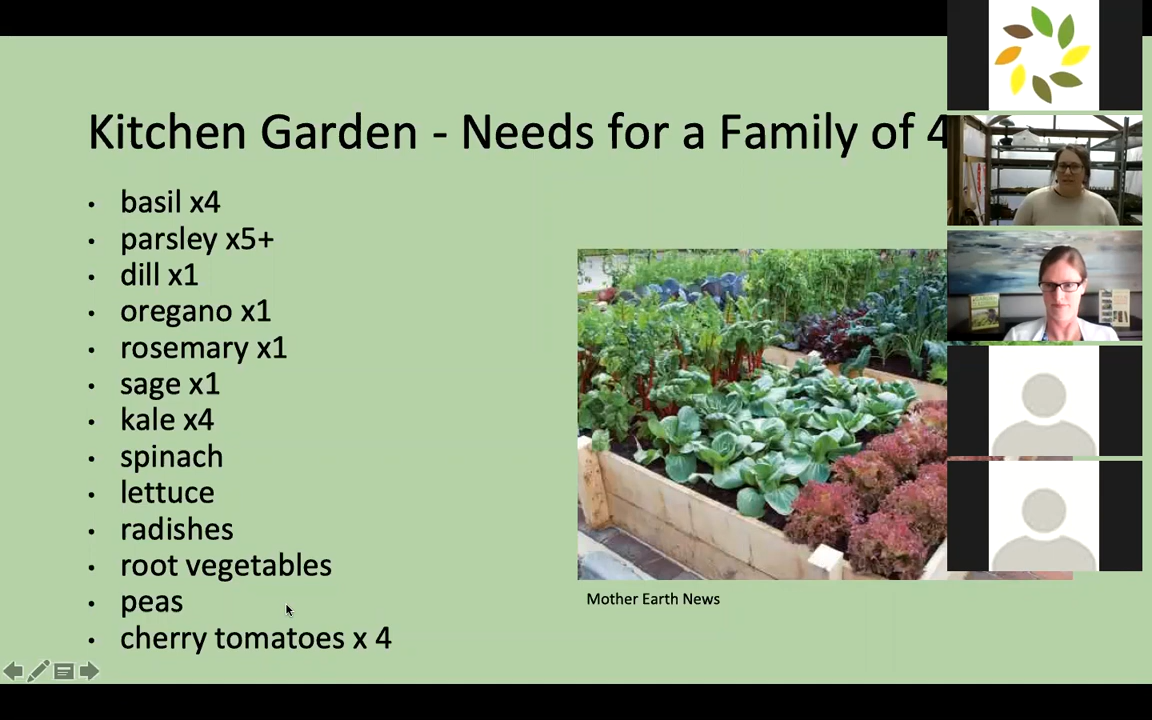 Kitchen Garden - Needs for a Family of 4
• basil x4
• parsley x5+
• dill x1
• oregano x1
• rosemary x1
• sage x1
• kale x4
• spinach
• lettuce
• radishes
• root vegetables
• peas
• cherry tomatoes x 4
Mother Earth News